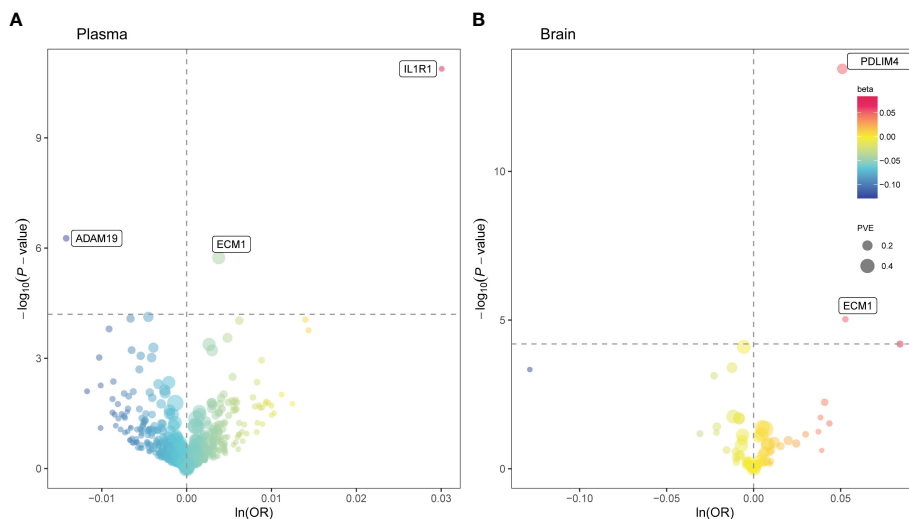 A
Plasma
IL1R1
9
ADAM19
6
ECM1
3
0
−log10(P − value)
−0.01
0.00
0.01
0.02
0.03
ln(OR)
B
Brain
PDLIM4
beta
0.05
0.00
−0.05
−0.10
PVE
0.2
0.4
ECM1
10
5
0
−log10(P − value)
−0.10
−0.05
0.00
0.05
ln(OR)